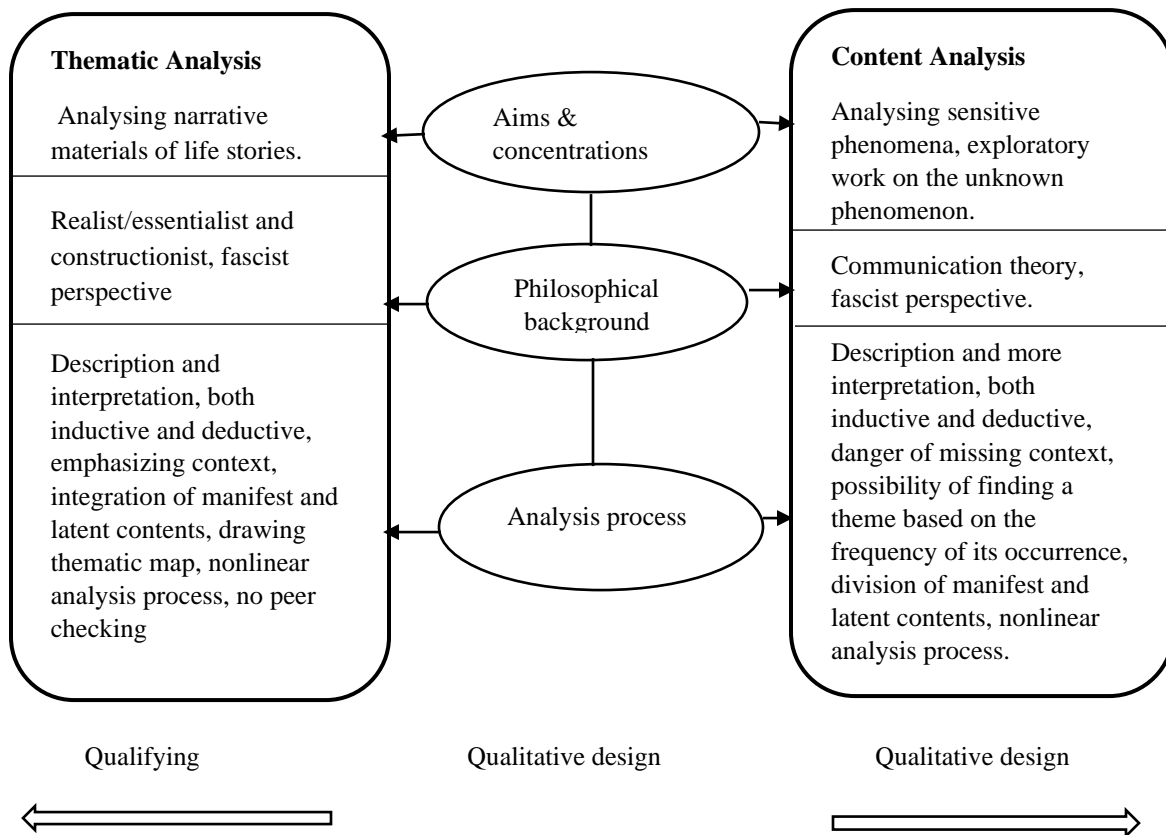 Thematic Analysis
Analysing narrative
materials of life stories.
Realist/essentialist and
constructionist, fascist
perspective
Description and
interpretation, both
inductive and deductive,
emphasizing context,
integration of manifest and
latent contents, drawing
thematic map, nonlinear
analysis process, no peer
checking
Aims &
concentrations
Philosophical
background
Analysis process
Content Analysis
Analysing sensitive
phenomena, exploratory
work on the unknown
phenomenon.
Communication theory,
fascist perspective.
Description and more
interpretation, both
inductive and deductive,
danger of missing context,
possibility of finding a
theme based on the
frequency of its occurrence,
division of manifest and
latent contents, nonlinear
analysis process.
Qualifying
Qualitative design
Qualitative design